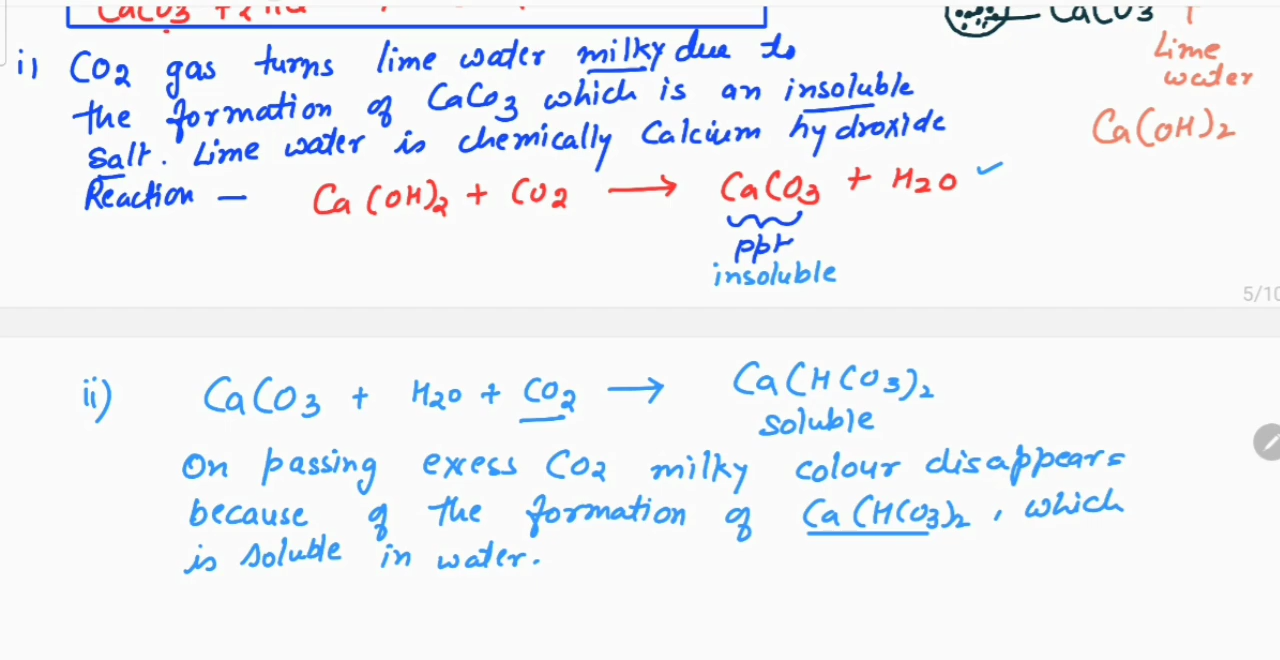 CaCO3
i) CO2 gas turns lime water milky due to
the formation of CaCO3 which is an insoluble
Salt. Lime water is chemically Calcium hydroxide
Reaction — Ca(OH)2 + CO2 → CaCO3 + H2O ✓
ppt
insoluble
CaCO3
Lime
water
Ca(OH)2
5/10
ii) CaCO3 + H2O + CO2 → Ca(HCO3)2
soluble
On passing excess CO2 milky colour disappears
because of the formation of Ca(HCO3)2, which
is soluble in water.